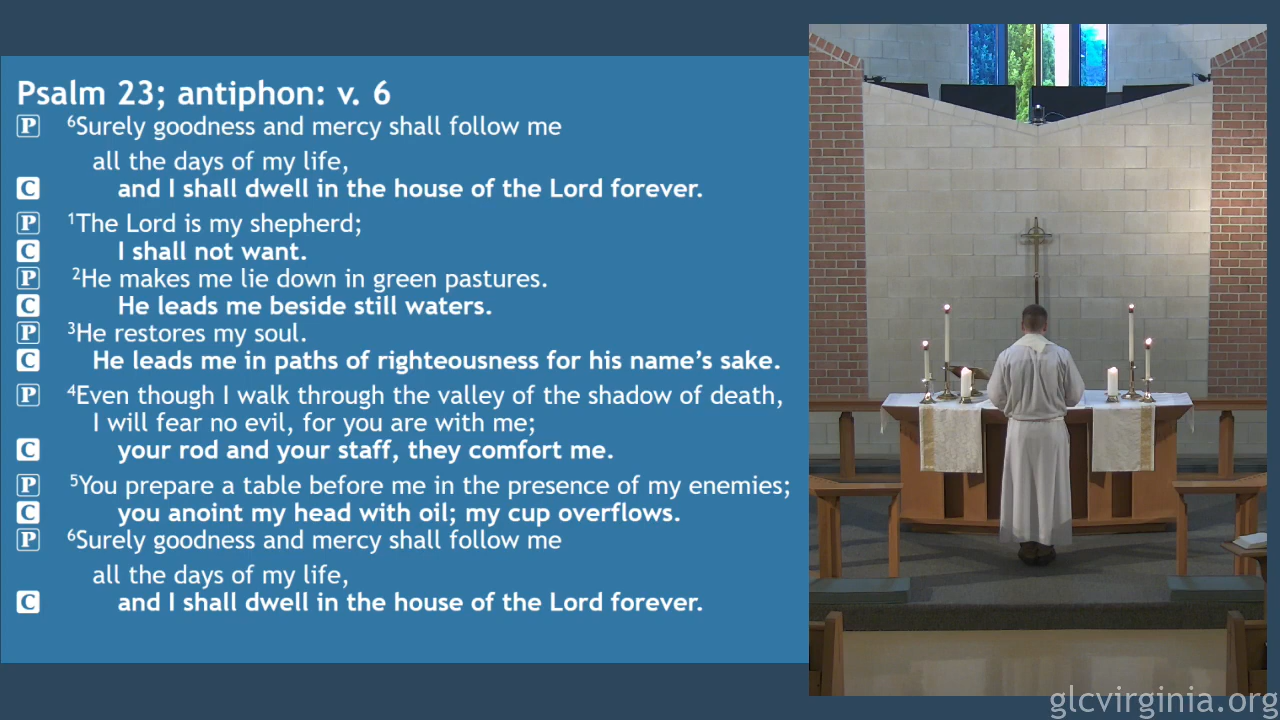 Psalm 23; antiphon: v. 6
P ⁶Surely goodness and mercy shall follow me
all the days of my life,
C and I shall dwell in the house of the Lord forever.
P ¹The Lord is my shepherd;
C I shall not want.
P ²He makes me lie down in green pastures.
C He leads me beside still waters.
P ³He restores my soul.
C He leads me in paths of righteousness for his name’s sake.
P ⁴Even though I walk through the valley of the shadow of death,
I will fear no evil, for you are with me;
C your rod and your staff, they comfort me.
P ⁵You prepare a table before me in the presence of my enemies;
C you anoint my head with oil; my cup overflows.
P ⁶Surely goodness and mercy shall follow me
all the days of my life,
C and I shall dwell in the house of the Lord forever.
glcvirginia.org